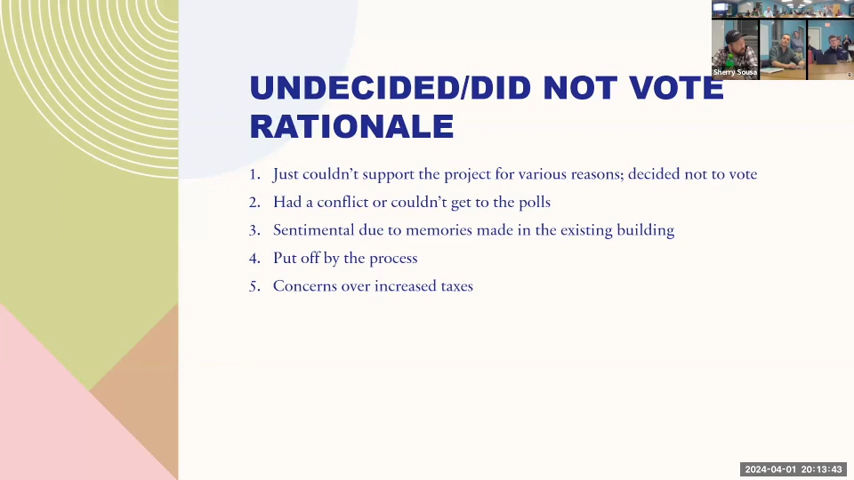 Sherry Sousa
UNDECIDED/DID NOT VOTE
RATIONALE
1. Just couldn't support the project for various reasons; decided not to vote
2. Had a conflict or couldn't get to the polls
3. Sentimental due to memories made in the existing building
4. Put off by the process
5. Concerns over increased taxes
2024-04-01 20:13:43